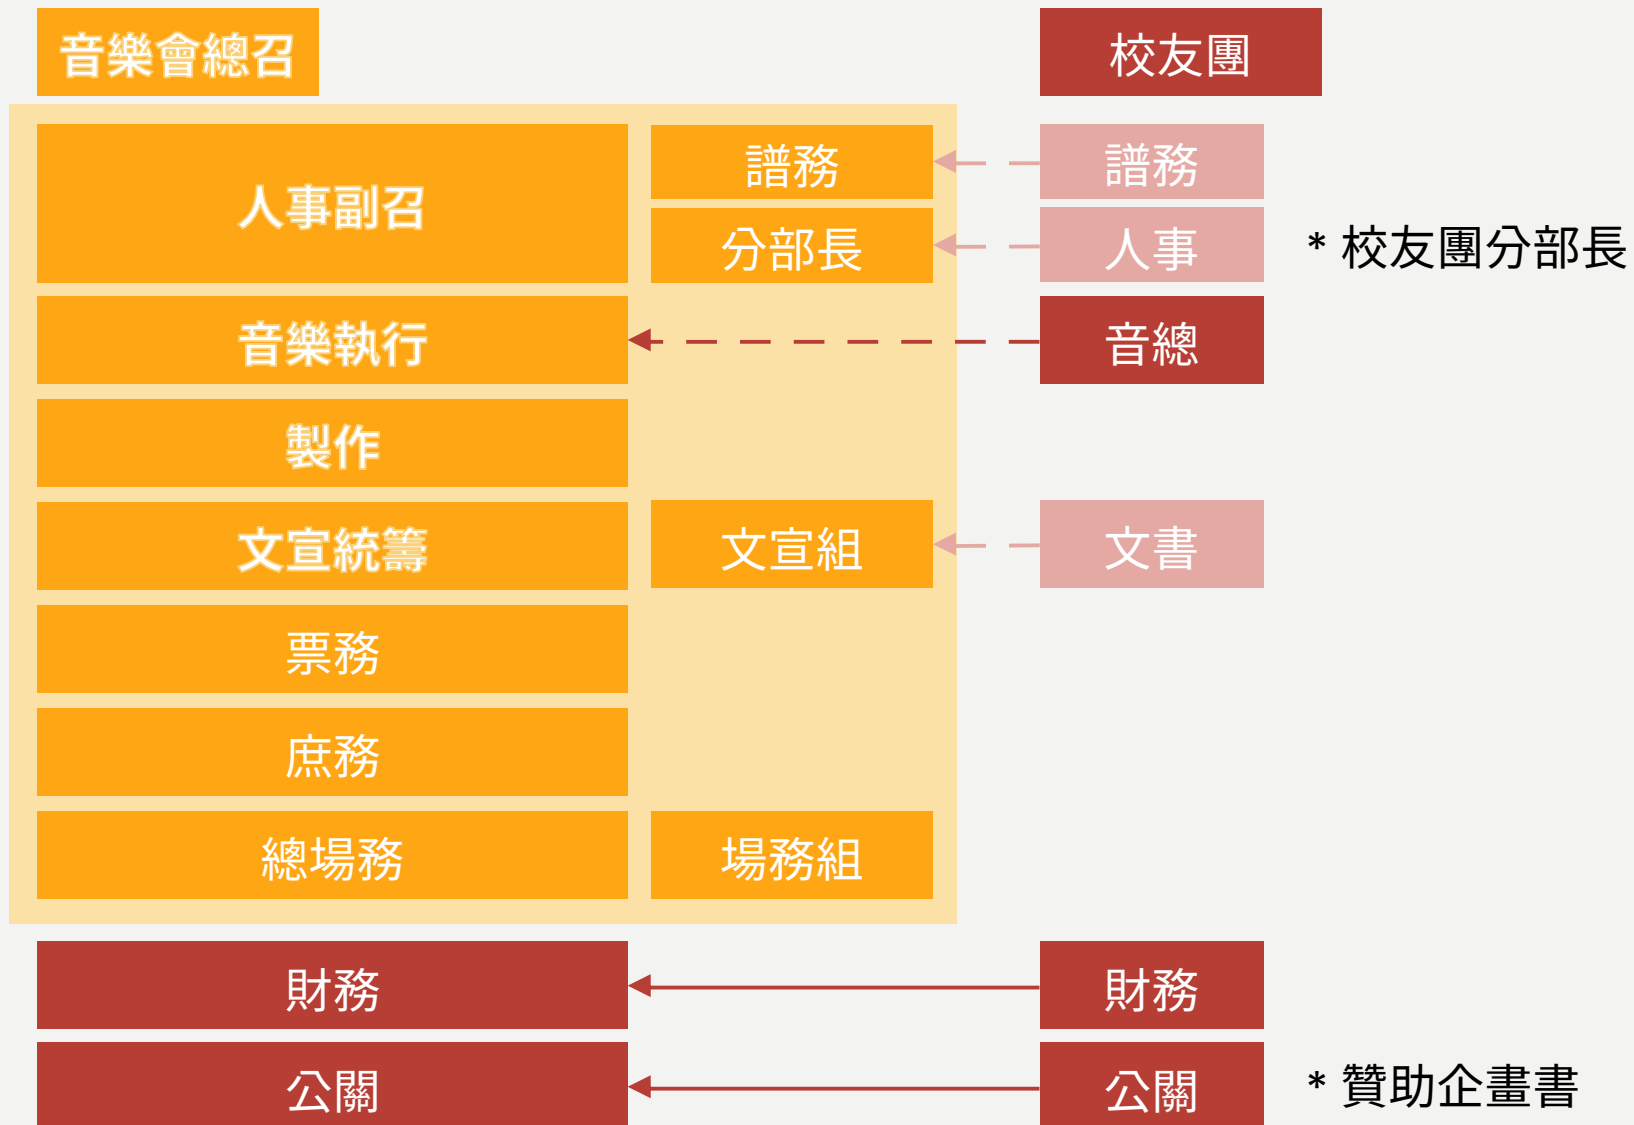 音樂會總召
校友團
人事副召
譜務
譜務
分部長
人事
* 校友團分部長
音樂執行
音總
製作
文宣統籌
文宣組
文書
票務
庶務
總場務
場務組
財務
財務
公關
公關
* 贊助企畫書